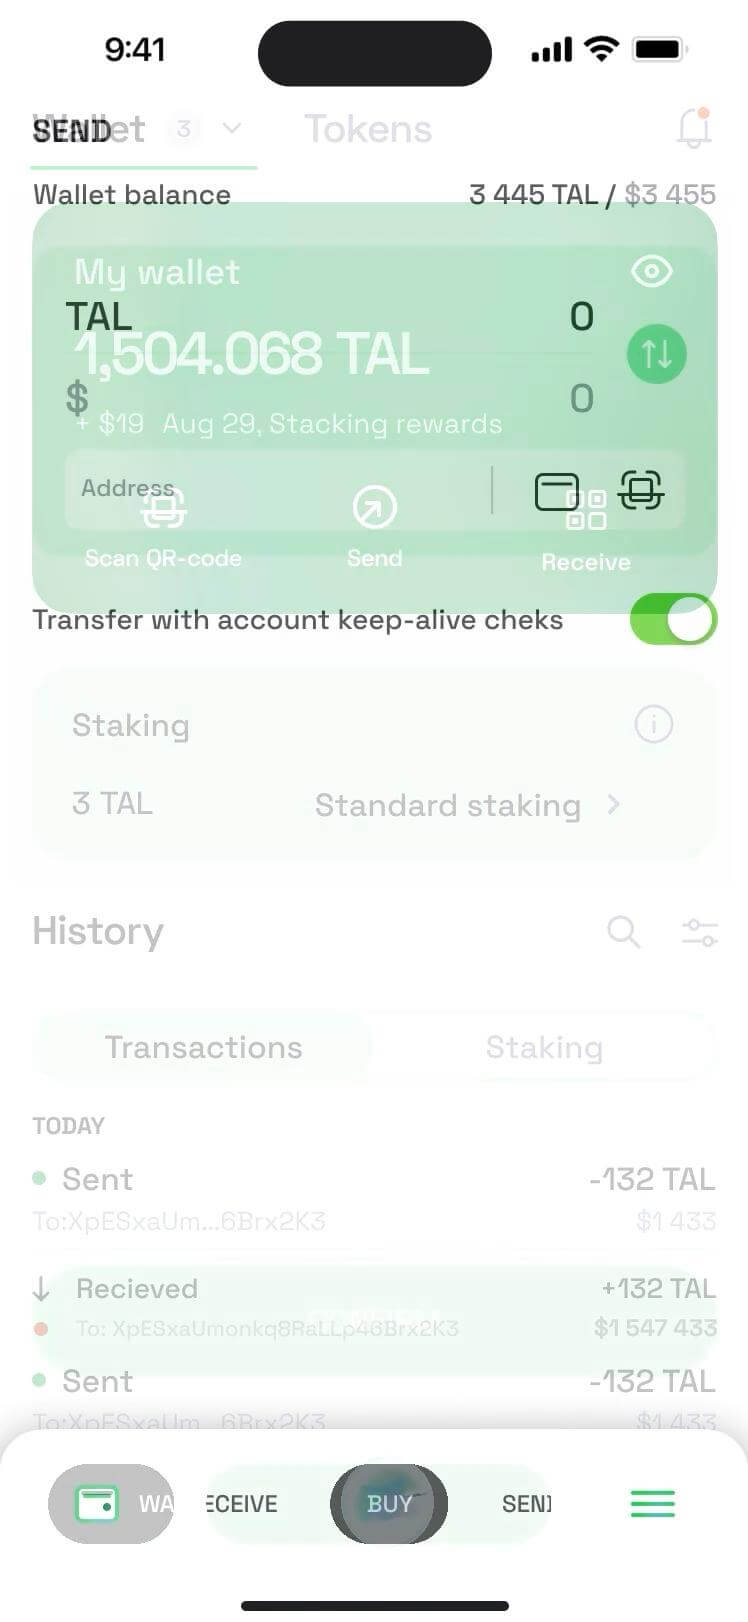 9:41
Wallet 3 Tokens
SEND
Wallet balance 3 445 TAL / $3 455
My wallet
TAL 0
1,504.068 TAL
$ 0
+ $19 Aug 29, Stacking rewards
Address
Scan QR-code Send Receive
Transfer with account keep-alive cheks
Staking
3 TAL Standard staking
History
Transactions Staking
TODAY
Sent -132 TAL
To:XpESxaUm...6Brx2K3 $1 433
Recieved +132 TAL
To: XpESxaUmonkq8RaLLp46Brx2K3 $1 547 433
Sent -132 TAL
To:XpESxaUm...6Brx2K3 $1 433
WA ECEIVE BUY SEN